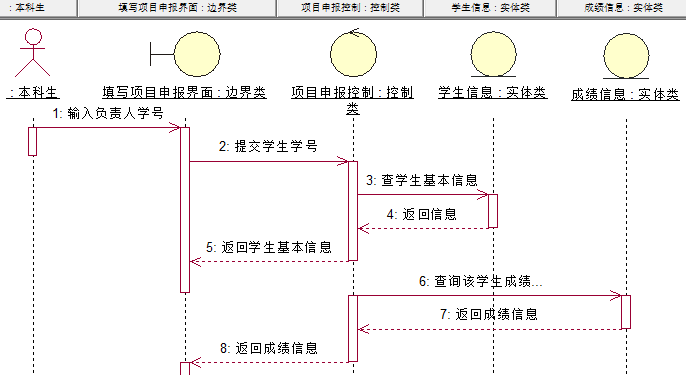 : 本科生
填写项目申报界面 : 边界类
项目申报控制 : 控制类
学生信息 : 实体类
成绩信息 : 实体类
: 本科生
填写项目申报界面 : 边界类
项目申报控制 : 控制
类
学生信息 : 实体类
成绩信息 : 实体类
1: 输入负责人学号
2: 提交学生学号
3: 查学生基本信息
4: 返回信息
5: 返回学生基本信息
6: 查询该学生成绩...
7: 返回成绩信息
8: 返回成绩信息